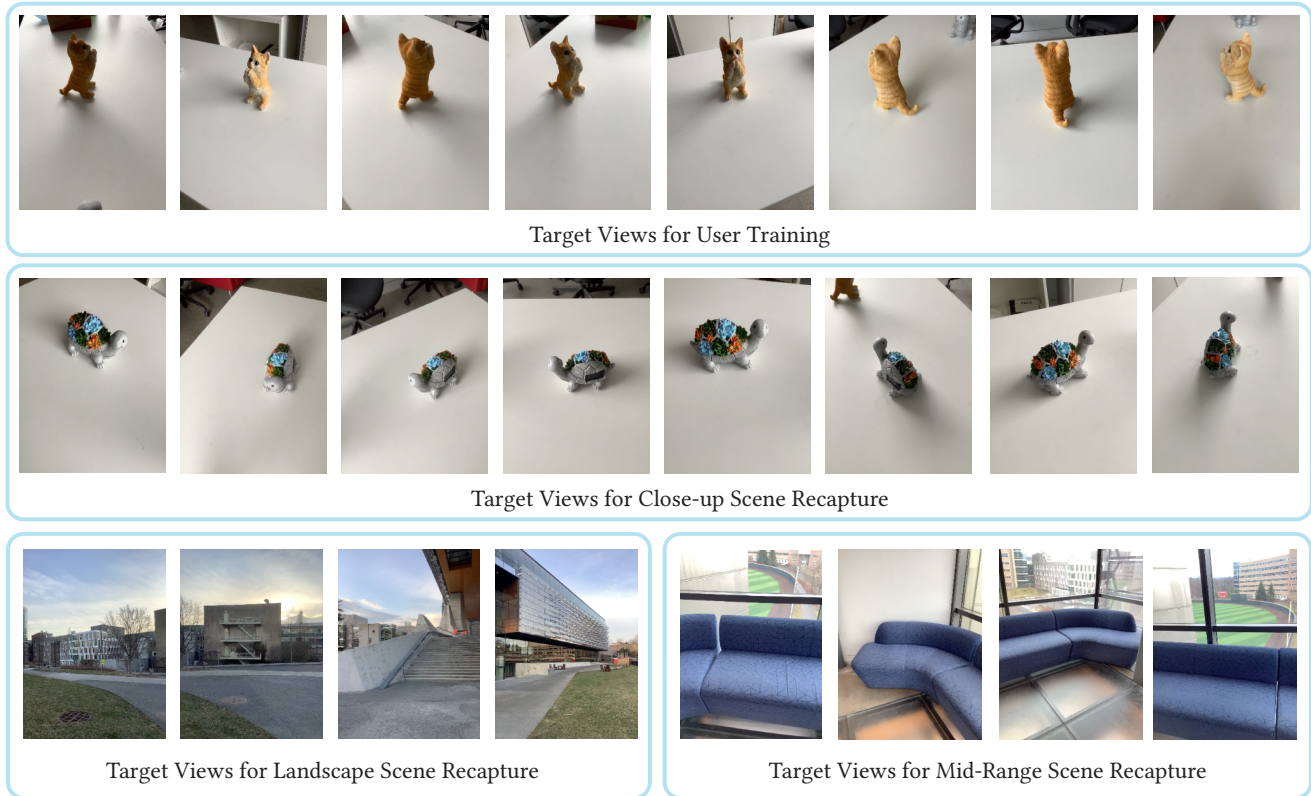 Target Views for User Training
Target Views for Close-up Scene Recapture
Target Views for Landscape Scene Recapture
Target Views for Mid-Range Scene Recapture